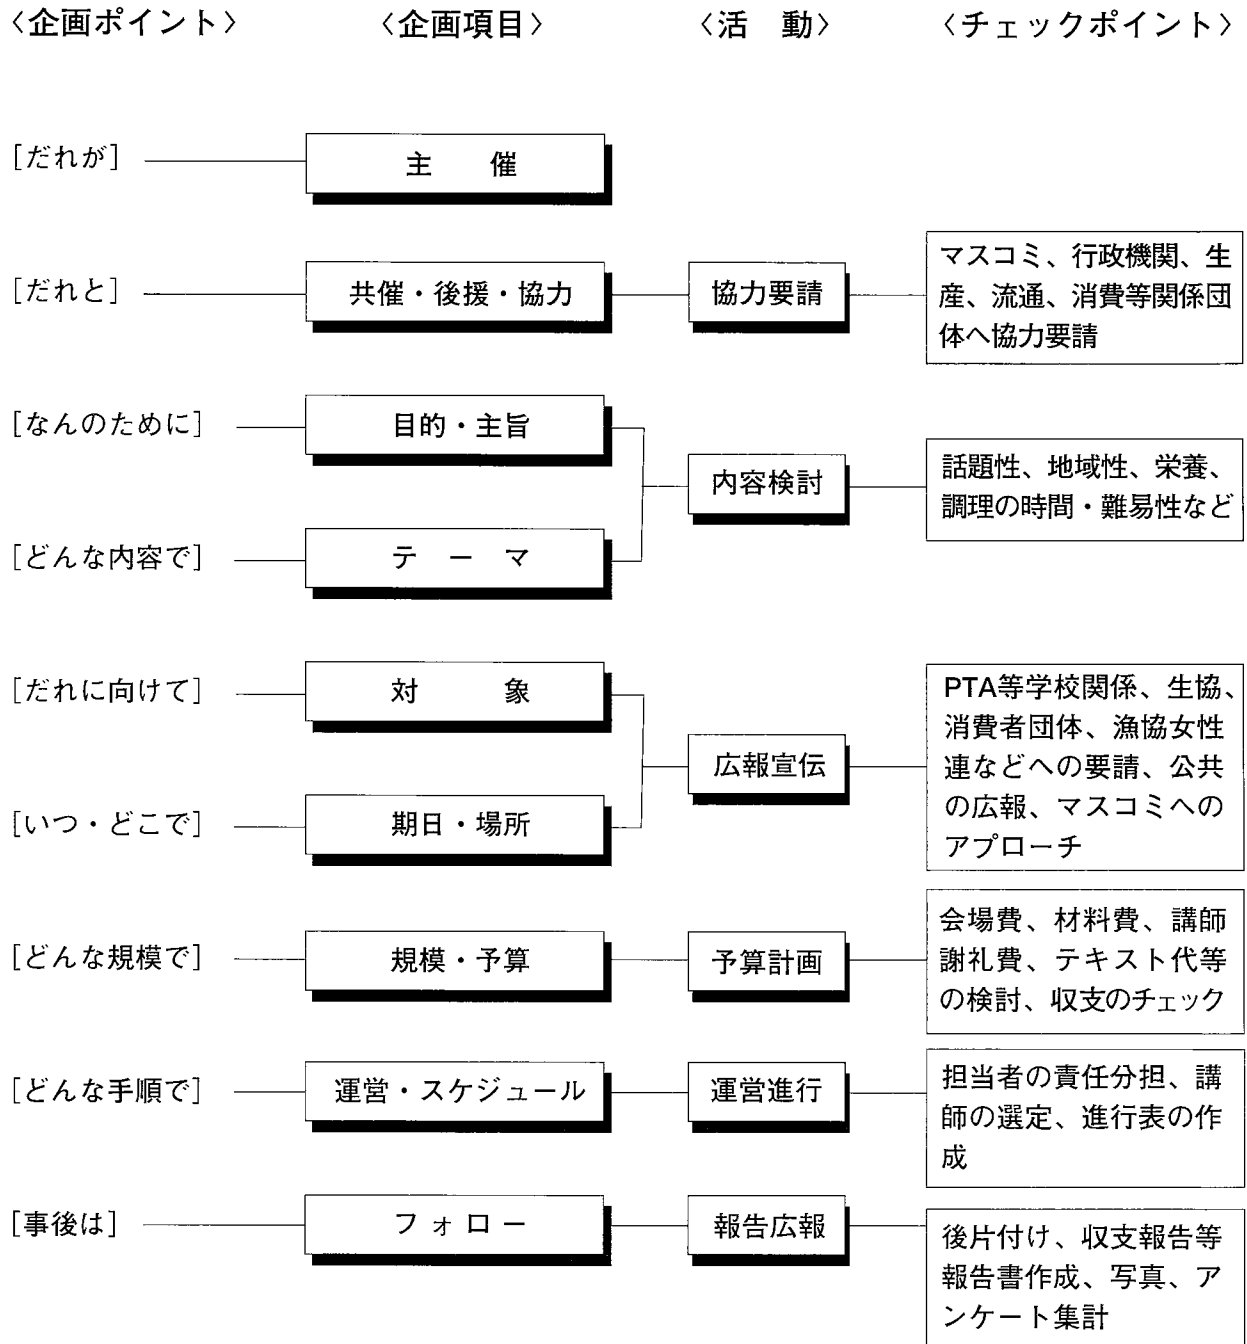 〈企画ポイント〉 〈企画項目〉 〈活　動〉 〈チェックポイント〉
[だれが] 主　催
[だれと] 共催・後援・協力 協力要請
マスコミ、行政機関、生
産、流通、消費等関係団
体へ協力要請
[なんのために] 目的・主旨
[どんな内容で] テ ー マ
内容検討
話題性、地域性、栄養、
調理の時間・難易性など
[だれに向けて] 対　象
[いつ・どこで] 期日・場所
広報宣伝
PTA等学校関係、生協、
消費者団体、漁協女性
連などへの要請、公共
の広報、マスコミへの
アプローチ
[どんな規模で] 規模・予算 予算計画
会場費、材料費、講師
謝礼費、テキスト代等
の検討、収支のチェック
[どんな手順で] 運営・スケジュール 運営進行
担当者の責任分担、講
師の選定、進行表の作
成
[事後は] フォロー 報告広報
後片付け、収支報告等
報告書作成、写真、ア
ンケート集計